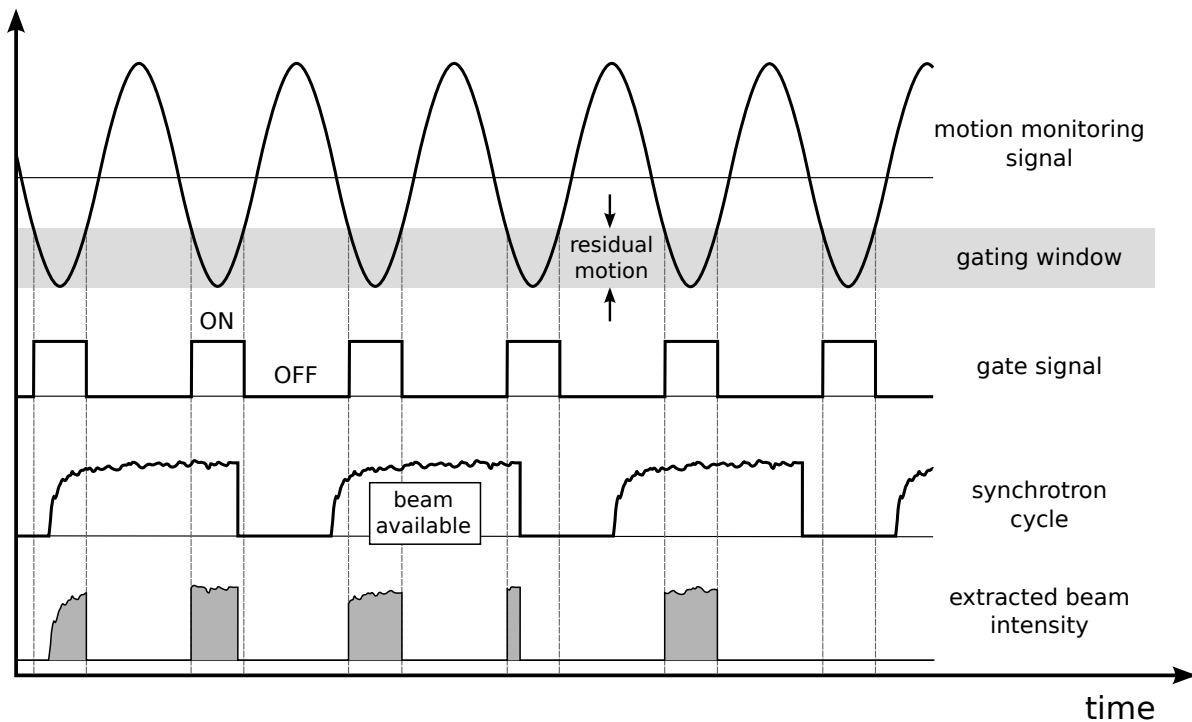 motion monitoring
signal
residual
motion
gating window
ON
OFF
gate signal
beam
available
synchrotron
cycle
extracted beam
intensity
time